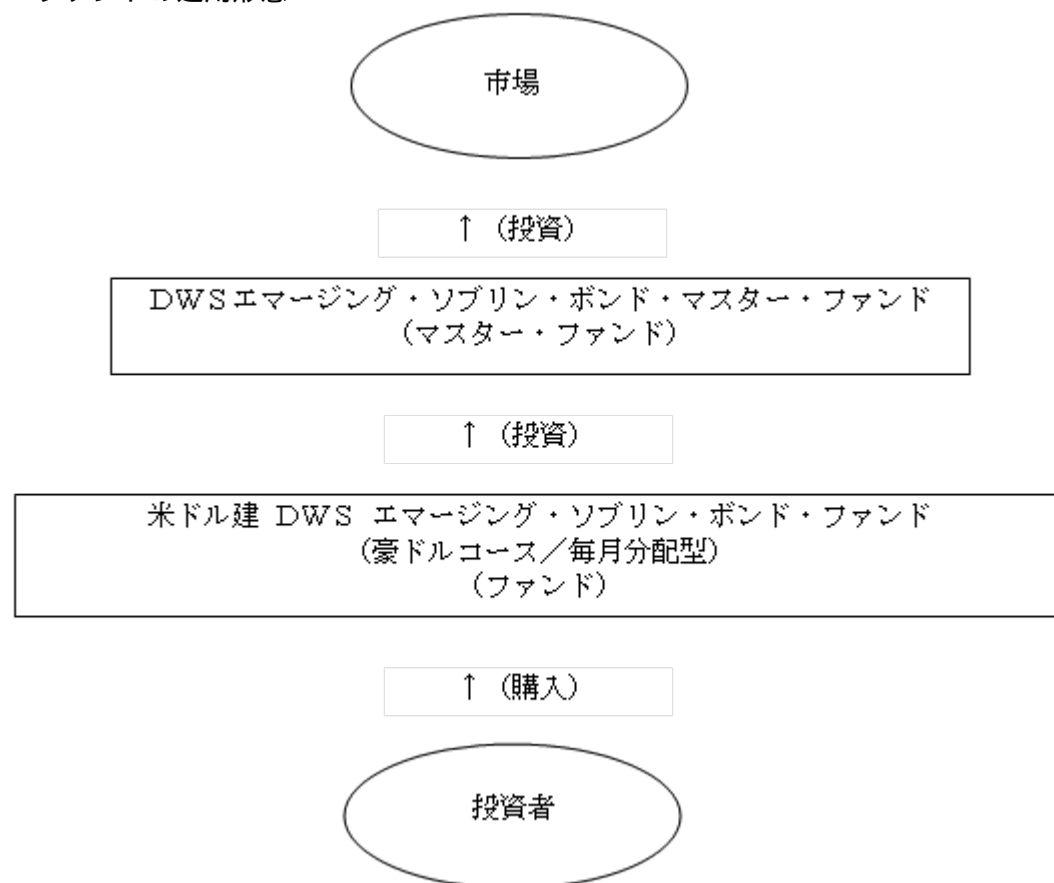 市場
↑（投資）
ＤＷＳエマージング・ソブリン・ボンド・マスター・ファンド
（マスター・ファンド）
↑（投資）
米ドル建 ＤＷＳ エマージング・ソブリン・ボンド・ファンド
（豪ドルコース／毎月分配型）
（ファンド）
↑（購入）
投資者